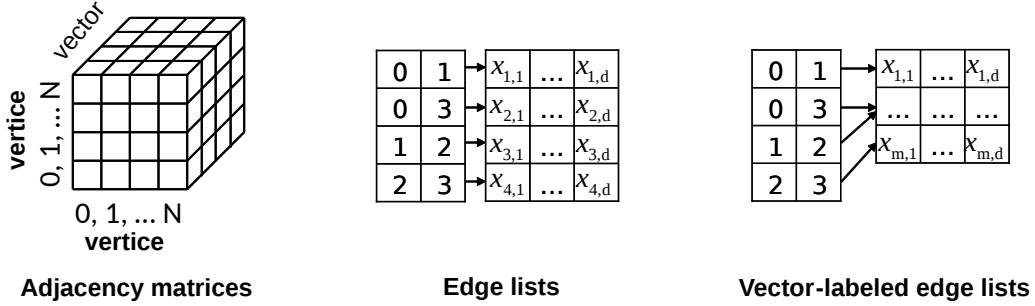 vector
vertice
0, 1, ... N
0, 1, ... N
vertice
Adjacency matrices
0 1 x1,1 ... x1,d
0 3 x2,1 ... x2,d
1 2 x3,1 ... x3,d
2 3 x4,1 ... x4,d
Edge lists
0 1 x1,1 ... x1,d
0 3 ... ... ...
1 2 xm,1 ... xm,d
2 3
Vector-labeled edge lists